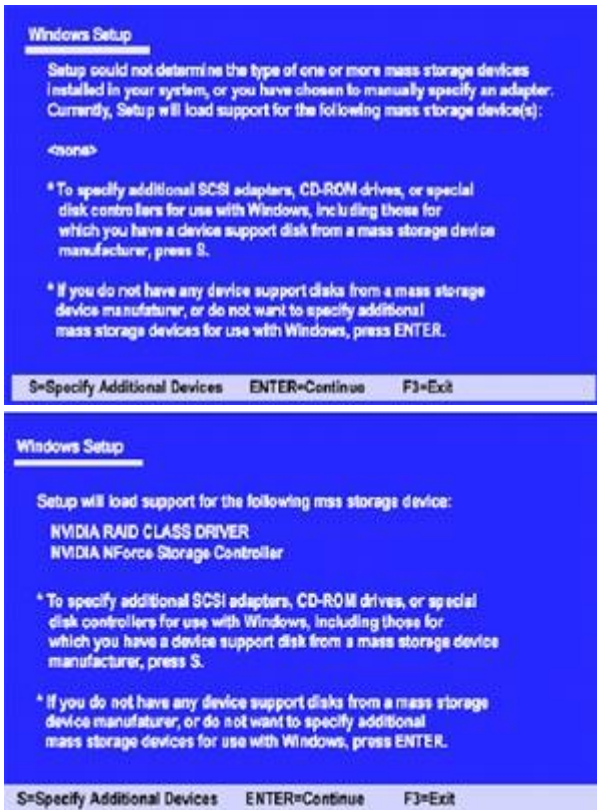 Windows Setup
Setup could not determine the type of one or more mass storage devices
installed in your system, or you have chosen to manually specify an adapter.
Currently, Setup will load support for the following mass storage device(s):
<none>
* To specify additional SCSI adapters, CD-ROM drives, or special
disk controllers for use with Windows, including those for
which you have a device support disk from a mass storage device
manufacturer, press S.
* If you do not have any device support disks from a mass storage
device manufaturer, or do not want to specify additional
mass storage devices for use with Windows, press ENTER.
S=Specify Additional Devices ENTER=Continue F3=Exit
Windows Setup
Setup will load support for the following mss storage device:
NVIDIA RAID CLASS DRIVER
NVIDIA NForce Storage Controller
* To specify additional SCSI adapters, CD-ROM drives, or special
disk controllers for use with Windows, including those for
which you have a device support disk from a mass storage device
manufacturer, press S.
* If you do not have any device support disks from a mass storage
device manufaturer, or do not want to specify additional
mass storage devices for use with Windows, press ENTER.
S=Specify Additional Devices ENTER=Continue F3=Exit